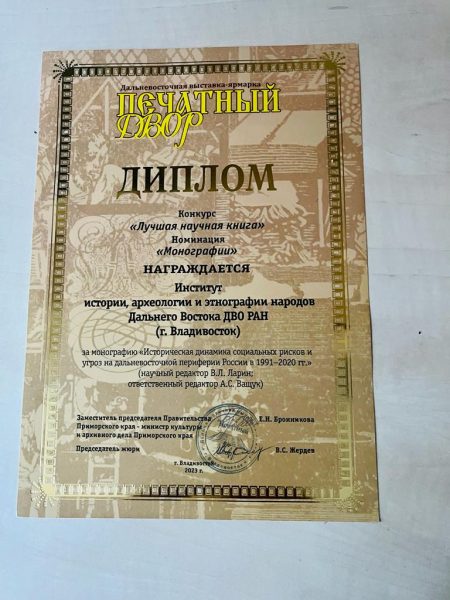 Дальневосточная выставка-ярмарка
ПЕЧАТНЫЙ
ДВОР
ДИПЛОМ
Конкурс
«Лучшая научная книга»
Номинация
«Монографии»
НАГРАЖДАЕТСЯ
Институт
истории, археологии и этнографии народов
Дальнего Востока ДВО РАН
(г. Владивосток)
за монографию «Историческая динамика социальных рисков и
угроз на дальневосточной периферии России в 1991–2020 гг.»
(научный редактор В.Л. Ларин;
ответственный редактор А.С. Ващук)
Заместитель председателя Правительства
Приморского края - министр культуры
и архивного дела Приморского края
Е.Н. Бронникова
Председатель жюри
В.С. Жердев
г. Владивосток
2023 г.